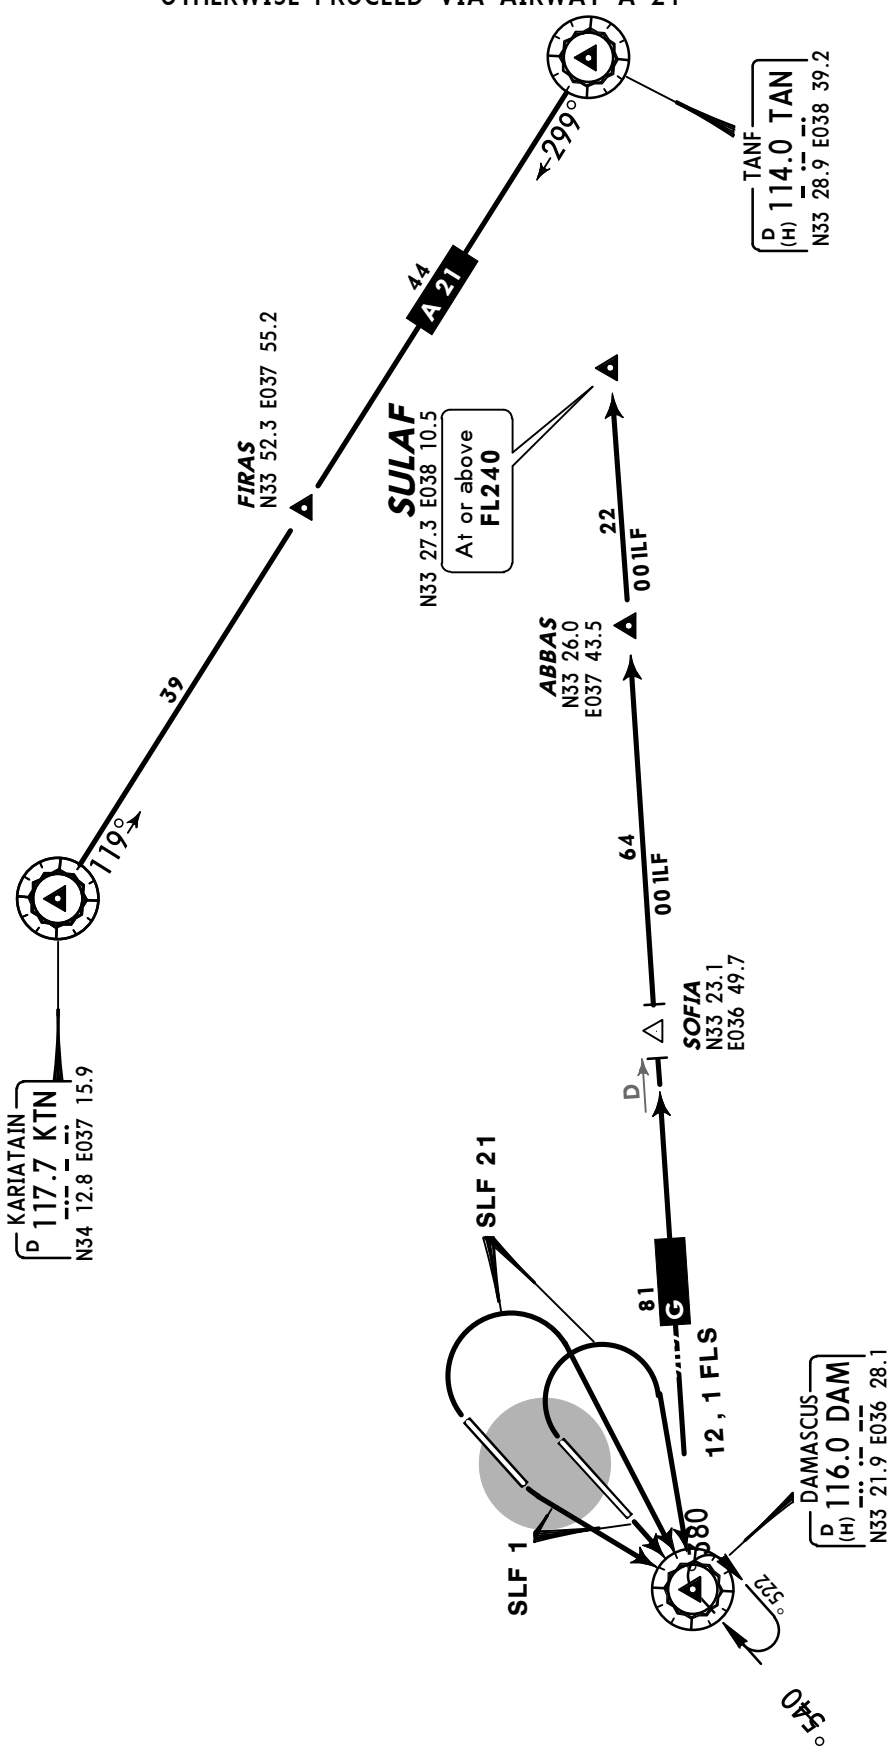 OTHERWISE PROCEED VIA AIRWAY A 21
TANF
D
(H) 114.0 TAN
N33 28.9 E038 39.2
299°
44
A 21
FIRAS
N33 52.3 E037 55.2
SULAF
N33 27.3 E038 10.5
At or above
FL240
22
001LF
ABBAS
N33 26.0
E037 43.5
39
119°
KARIATAIN
D 117.7 KTN
N34 12.8 E037 15.9
64
001LF
SOFIA
N33 23.1
E036 49.7
D
SLF 21
81
G
12, 1 FLS
SLF 1
DAMASCUS
D
(H) 116.0 DAM
N33 21.9 E036 28.1
°522
°540